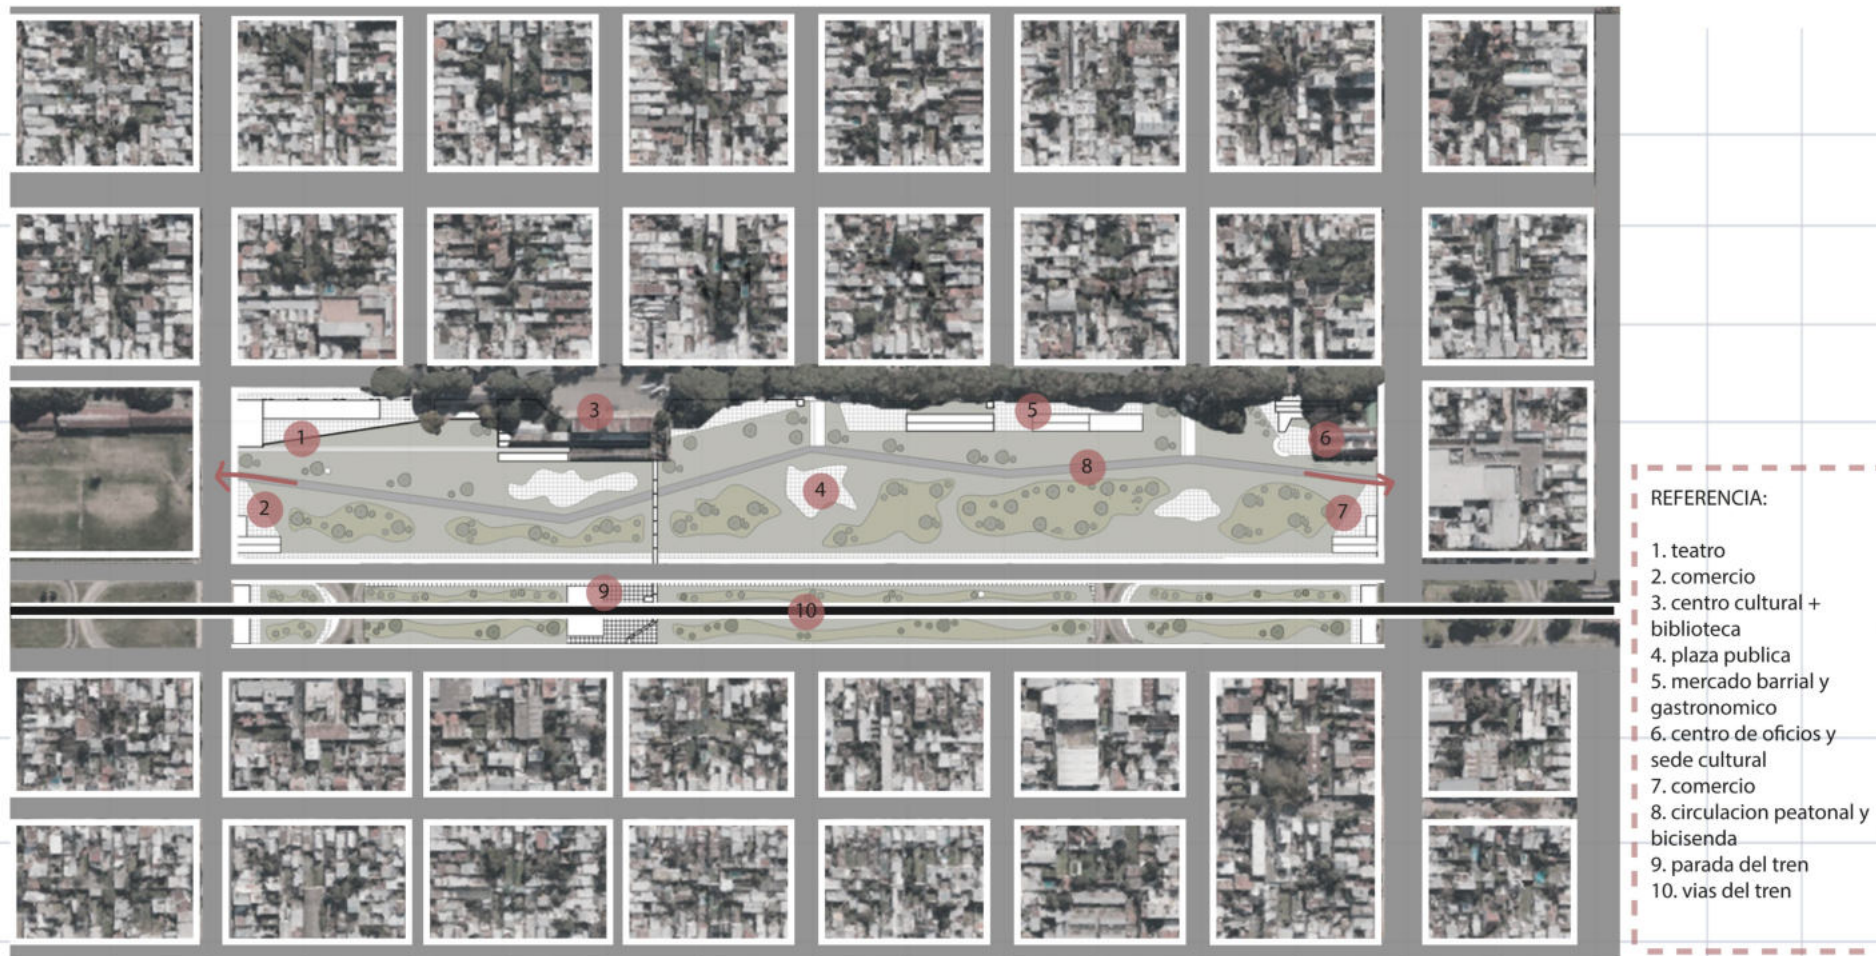 1
2
3
4
5
6
7
8
9
10
REFERENCIA:
1. teatro
2. comercio
3. centro cultural +
biblioteca
4. plaza publica
5. mercado barrial y
gastronomico
6. centro de oficios y
sede cultural
7. comercio
8. circulacion peatonal y
bicisenda
9. parada del tren
10. vias del tren